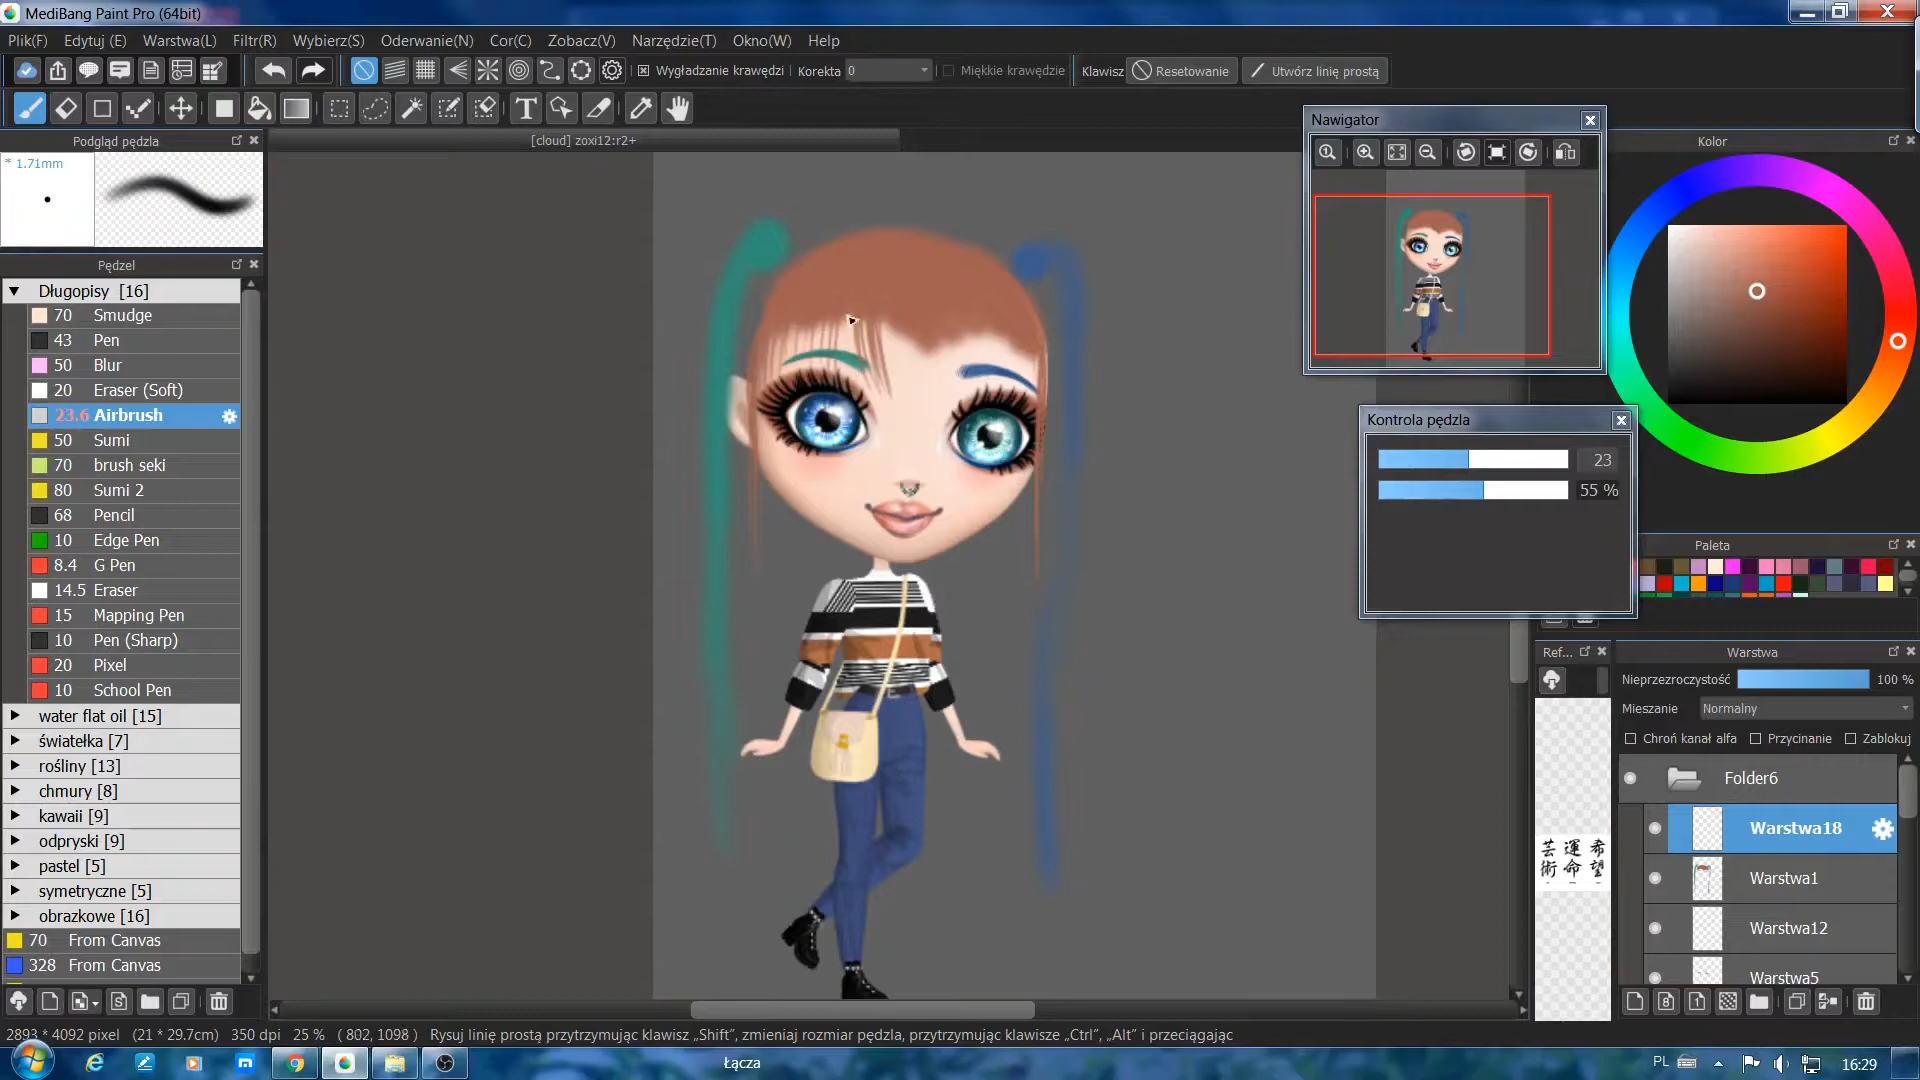 MediBang Paint Pro (64bit)
Plik(F) Edytuj (E) Warstwa(L) Filtr(R) Wybierz(S) Oderwanie(N) Cor(C) Zobacz(V) Narzędzie(T) Okno(W) Help
Wygładzanie krawędzi Korekta 0 Miękkie krawędzie Klawisz Resetowanie Utwórz linię prostą
T
Podgląd pędzla
[cloud] zoxi12:r2+
Nawigator
Kolor
* 1.71mm
Pędzel
Długopisy [16]
70 Smudge
43 Pen
50 Blur
20 Eraser (Soft)
23.6 Airbrush
50 Sumi
70 brush seki
80 Sumi 2
68 Pencil
10 Edge Pen
8.4 G Pen
14.5 Eraser
15 Mapping Pen
10 Pen (Sharp)
20 Pixel
10 School Pen
water flat oil [15]
światełka [7]
rośliny [13]
chmury [8]
kawaii [9]
odpryski [9]
pastel [5]
symetryczne [5]
obrazkowe [16]
70 From Canvas
328 From Canvas
Kontrola pędzla
23
55 %
Paleta
Ref...
Warstwa
Nieprzezroczystość 100 %
Mieszanie Normalny
Chroń kanał alfa Przycinanie Zablokuj
Folder6
Warstwa18
Warstwa1
Warstwa12
Warstwa5
芸 運 希
術 命 望
2893 * 4092 pixel (21 * 29.7cm) 350 dpi 25 % ( 802, 1098 ) Rysuj linię prostą przytrzymując klawisz „Shift”, zmieniaj rozmiar pędzla, przytrzymując klawisze „Ctrl”, „Alt” i przeciągając
Łącza
PL
16:29